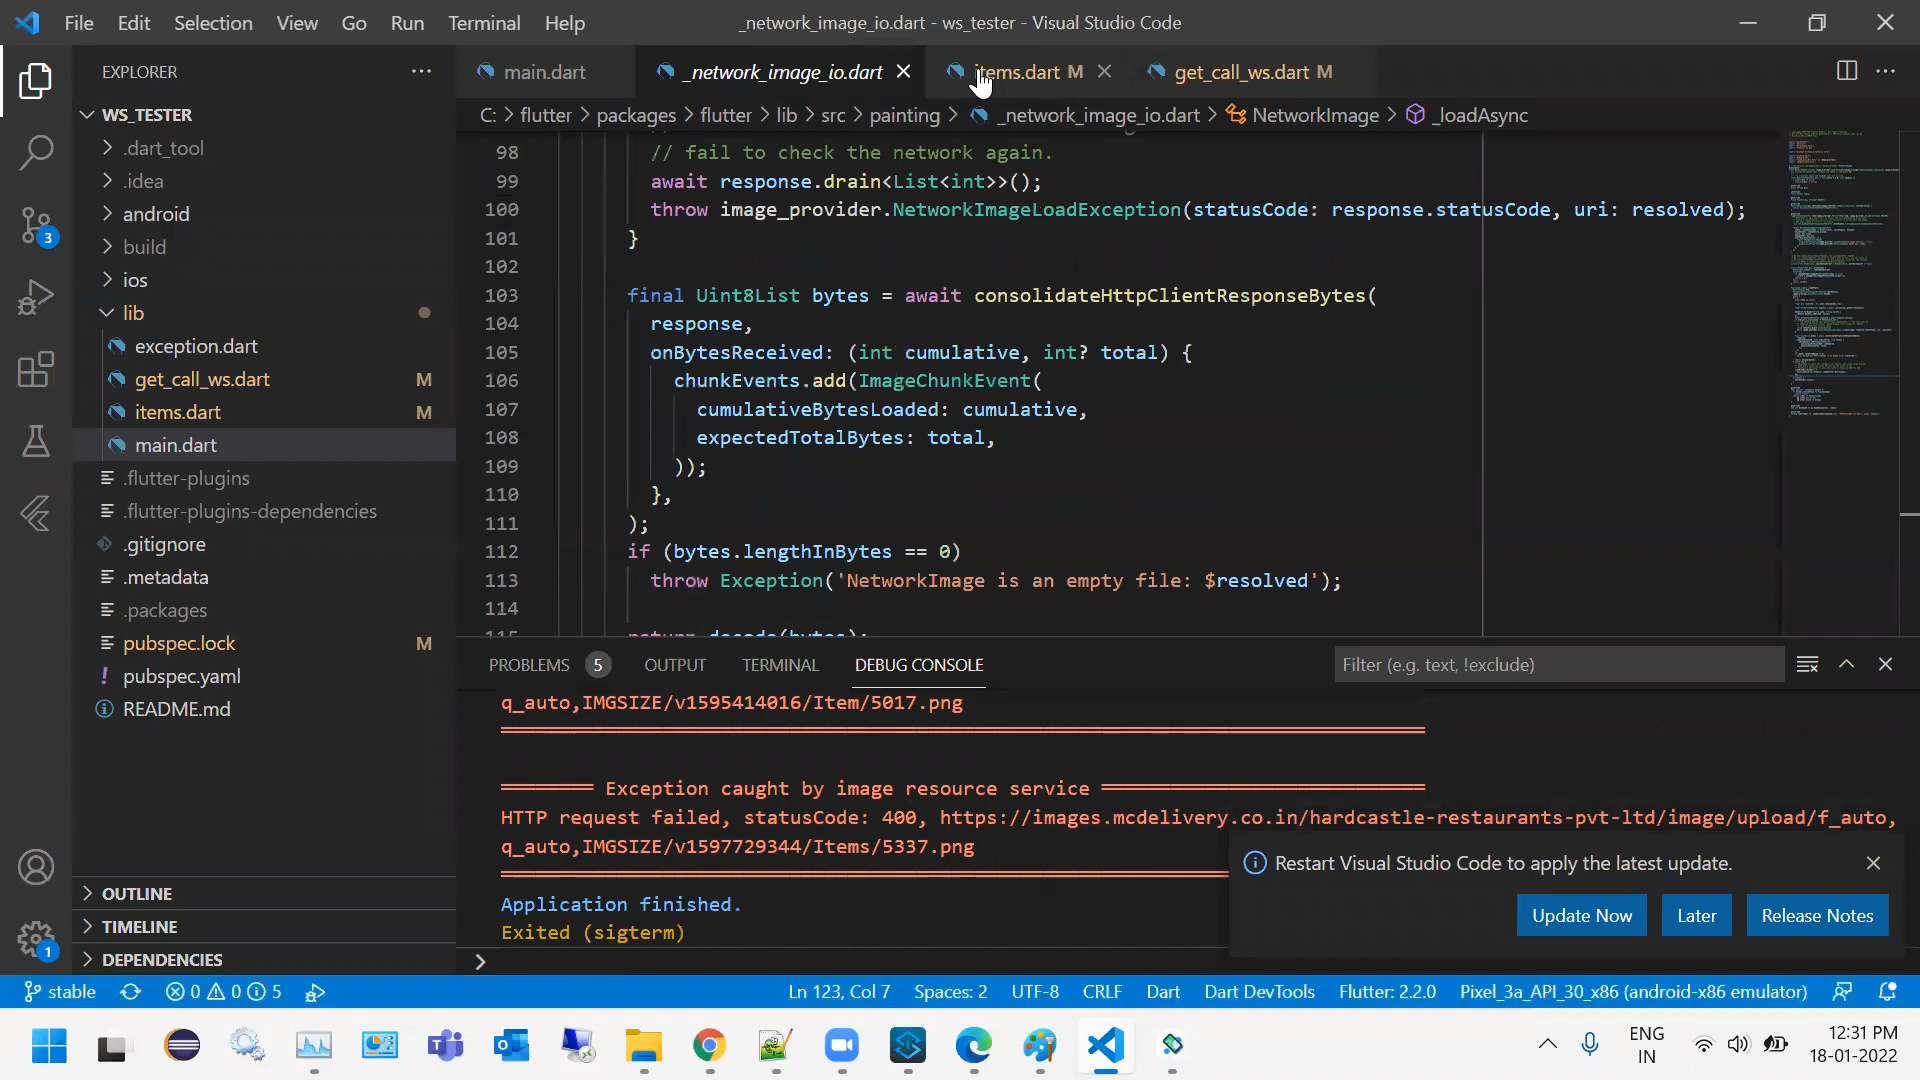 File Edit Selection View Go Run Terminal Help
_network_image_io.dart - ws_tester - Visual Studio Code
EXPLORER
WS_TESTER
.dart_tool
.idea
android
build
ios
lib
exception.dart
get_call_ws.dart M
items.dart M
main.dart
.flutter-plugins
.flutter-plugins-dependencies
.gitignore
.metadata
.packages
pubspec.lock M
pubspec.yaml
README.md
OUTLINE
TIMELINE
DEPENDENCIES
main.dart _network_image_io.dart items.dart M get_call_ws.dart M
C: > flutter > packages > flutter > lib > src > painting > _network_image_io.dart > NetworkImage > _loadAsync
98 // fail to check the network again.
99 await response.drain<List<int>>();
100 throw image_provider.NetworkImageLoadException(statusCode: response.statusCode, uri: resolved);
101 }
102
103 final Uint8List bytes = await consolidateHttpClientResponseBytes(
104 response,
105 onBytesReceived: (int cumulative, int? total) {
106 chunkEvents.add(ImageChunkEvent(
107 cumulativeBytesLoaded: cumulative,
108 expectedTotalBytes: total,
109 ));
110 },
111 );
112 if (bytes.lengthInBytes == 0)
113 throw Exception('NetworkImage is an empty file: $resolved');
114
115 return decode(bytes);
PROBLEMS 5 OUTPUT TERMINAL DEBUG CONSOLE
Filter (e.g. text, !exclude)
q_auto,IMGSIZE/v1595414016/Item/5017.png
════════ Exception caught by image resource service ════════════════════════════
HTTP request failed, statusCode: 400, https://images.mcdelivery.co.in/hardcastle-restaurants-pvt-ltd/image/upload/f_auto,
q_auto,IMGSIZE/v1597729344/Items/5337.png
Application finished.
Exited (sigterm)
>
Restart Visual Studio Code to apply the latest update.
Update Now Later Release Notes
3
1
stable 0 0 5
Ln 123, Col 7 Spaces: 2 UTF-8 CRLF Dart Dart DevTools Flutter: 2.2.0 Pixel_3a_API_30_x86 (android-x86 emulator)
ENG
IN
12:31 PM
18-01-2022